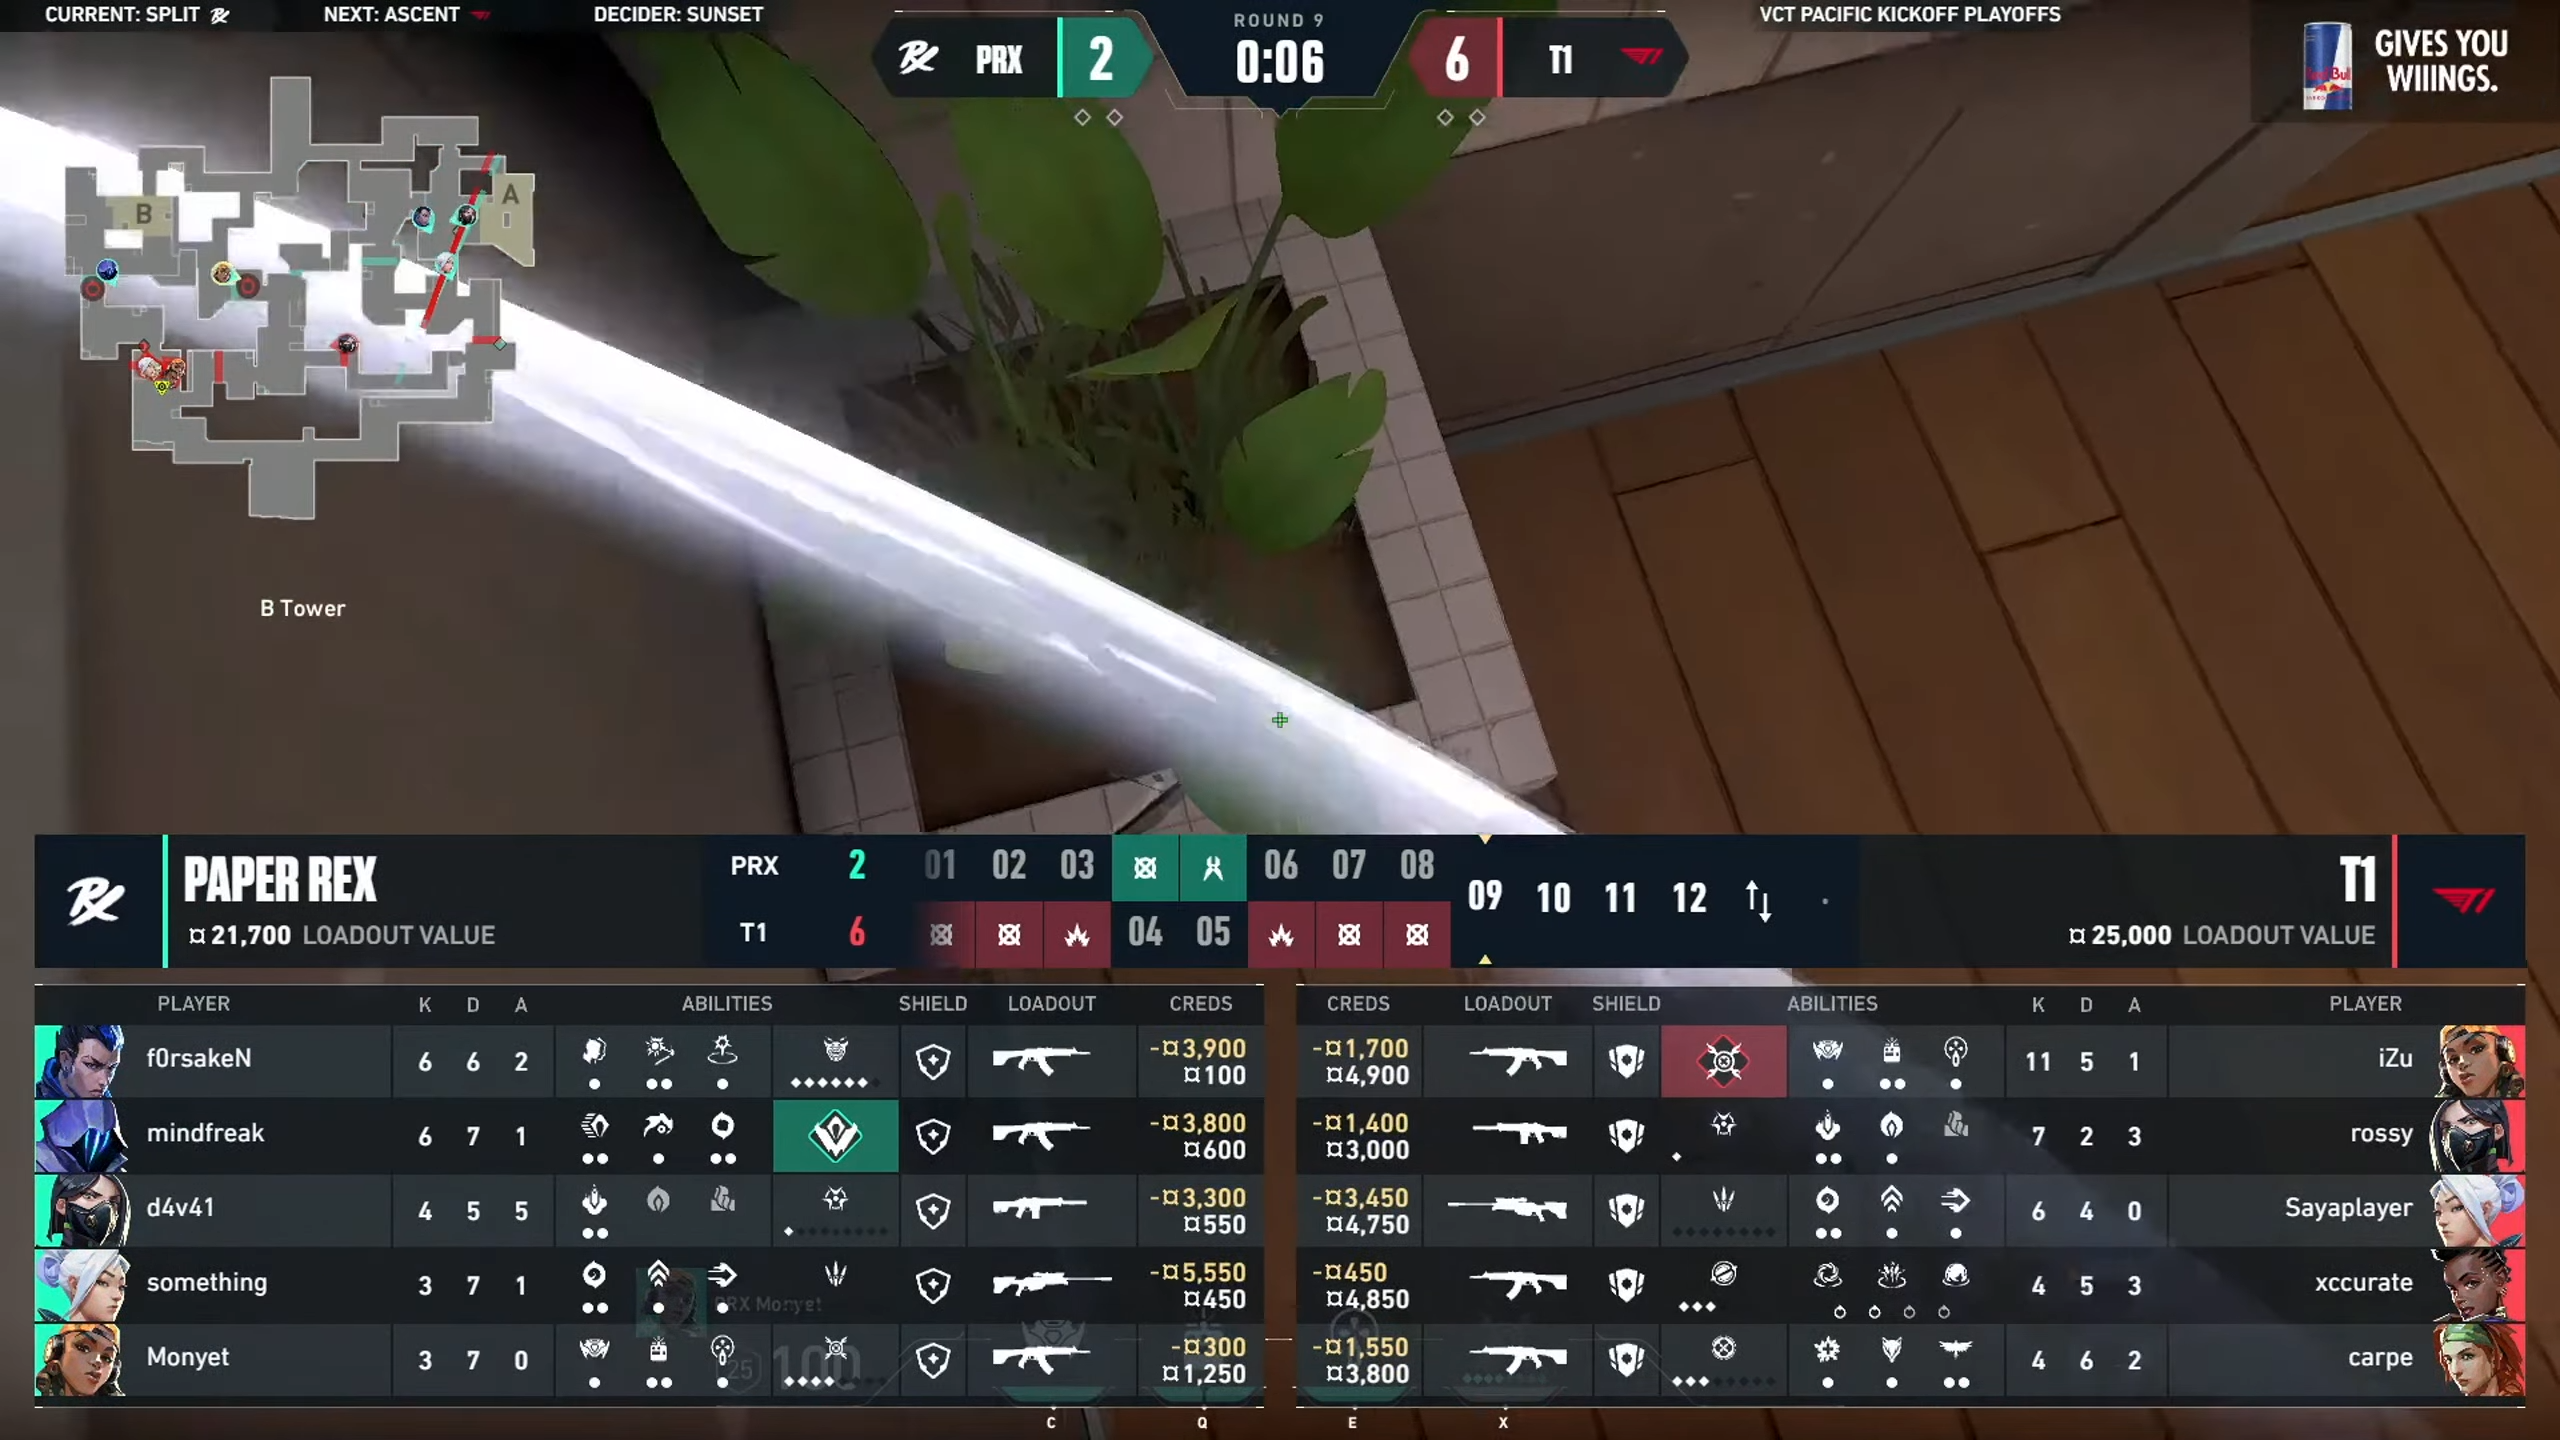 CURRENT: SPLIT
NEXT: ASCENT
DECIDER: SUNSET
VCT PACIFIC KICKOFF PLAYOFFS
PRX
2
ROUND 9
0:06
6
T1
Red Bull
GIVES YOU
WIIINGS.
A
B
B Tower
PAPER REX
21,700 LOADOUT VALUE
PRX 2 01 02 03 06 07 08
T1 6 04 05
09 10 11 12
T1
25,000 LOADOUT VALUE
PLAYER K D A ABILITIES SHIELD LOADOUT CREDS
CREDS LOADOUT SHIELD ABILITIES K D A PLAYER
f0rsakeN 6 6 2 -3,900
100
-1,700
4,900
11 5 1 iZu
mindfreak 6 7 1 -3,800
600
-1,400
3,000
7 2 3 rossy
d4v41 4 5 5 -3,300
550
-3,450
4,750
6 4 0 Sayaplayer
something 3 7 1 -5,550
450
-450
4,850
4 5 3 xccurate
PRX Monyet
Monyet 3 7 0 -300
1,250
-1,550
3,800
4 6 2 carpe
25
100
C Q E X